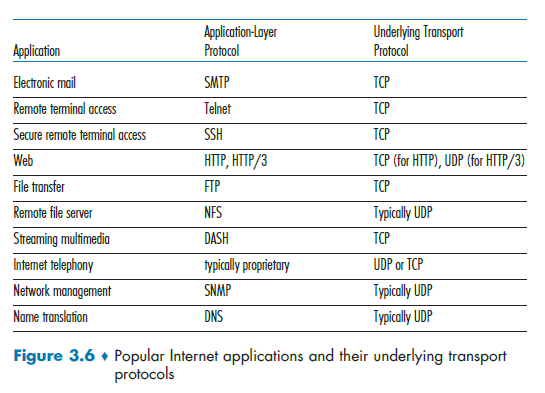 Application Application-Layer Protocol Underlying Transport Protocol
Electronic mail SMTP TCP
Remote terminal access Telnet TCP
Secure remote terminal access SSH TCP
Web HTTP, HTTP/3 TCP (for HTTP), UDP (for HTTP/3)
File transfer FTP TCP
Remote file server NFS Typically UDP
Streaming multimedia DASH TCP
Internet telephony typically proprietary UDP or TCP
Network management SNMP Typically UDP
Name translation DNS Typically UDP
Figure 3.6 ♦ Popular Internet applications and their underlying transport
protocols